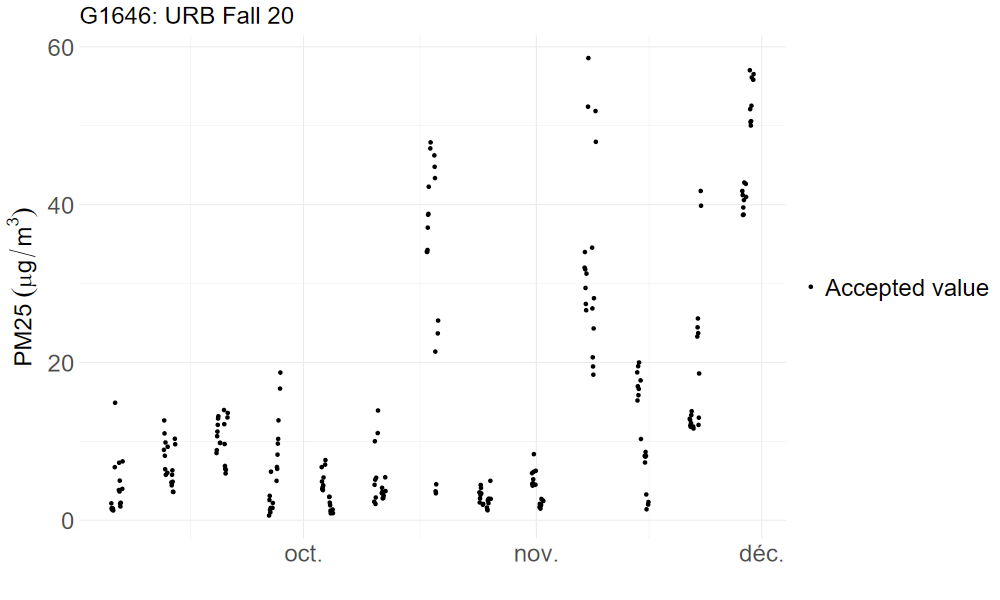 G1646: URB Fall 20
60
40
20
0
PM25 (μg/m³)
oct.
nov.
déc.
Accepted value